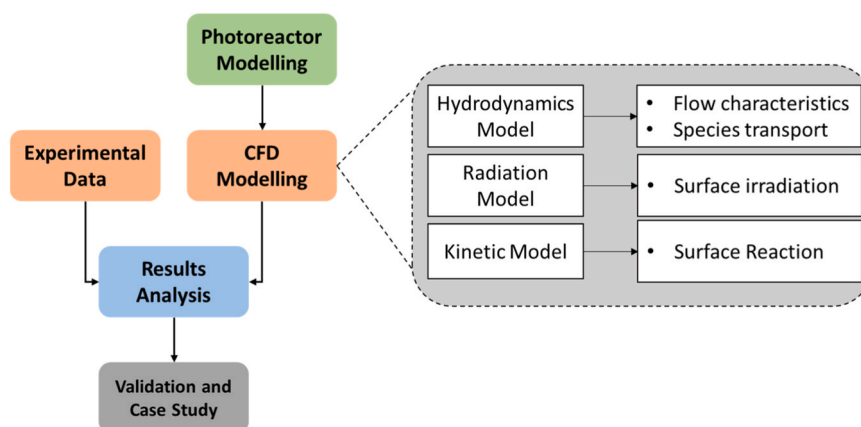 Photoreactor
Modelling
Experimental
Data
CFD
Modelling
Results
Analysis
Validation and
Case Study
Hydrodynamics
Model
• Flow characteristics
• Species transport
Radiation
Model
• Surface irradiation
Kinetic Model
• Surface Reaction